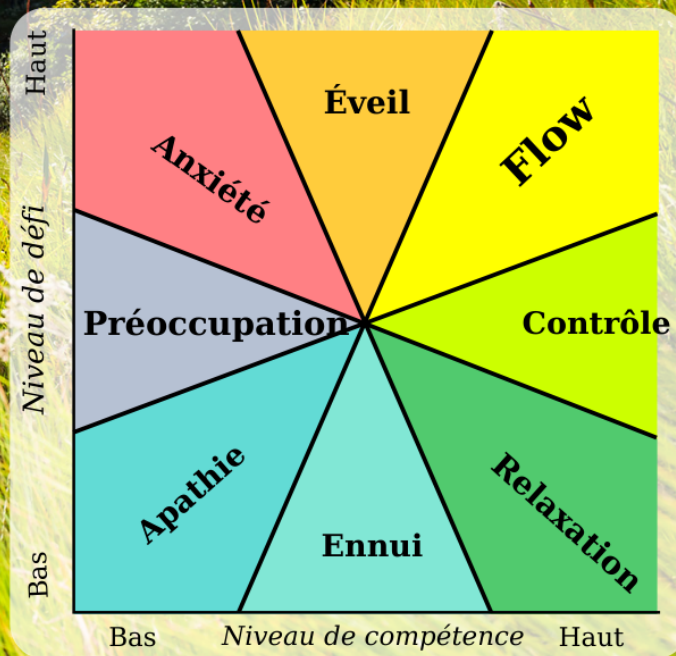 Haut
Éveil
Flow
Anxiété
Niveau de défi
Préoccupation
Contrôle
Apathie
Relaxation
Ennui
Bas
Bas
Niveau de compétence
Haut